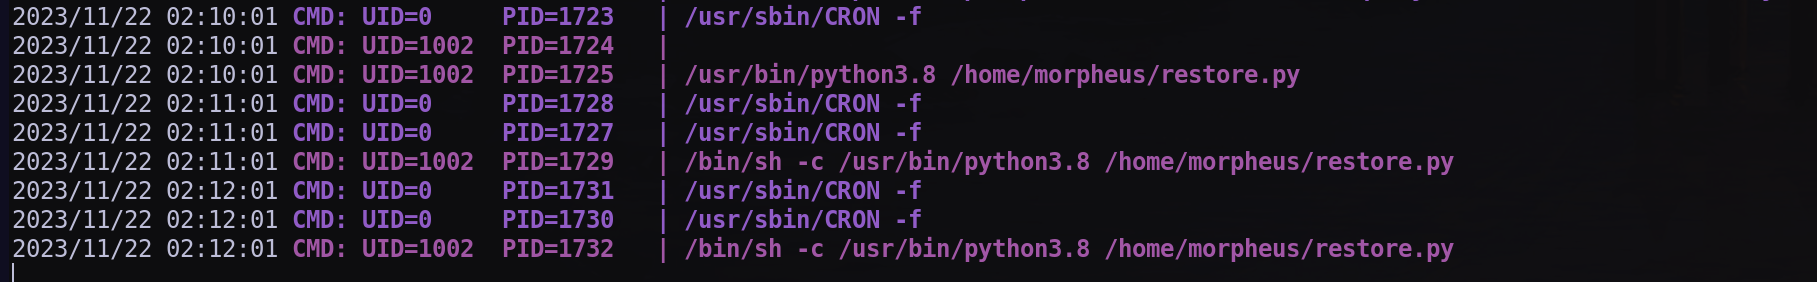 2023/11/22 02:10:01 CMD: UID=0     PID=1723   | /usr/sbin/CRON -f
2023/11/22 02:10:01 CMD: UID=1002  PID=1724   |
2023/11/22 02:10:01 CMD: UID=1002  PID=1725   | /usr/bin/python3.8 /home/morpheus/restore.py
2023/11/22 02:11:01 CMD: UID=0     PID=1728   | /usr/sbin/CRON -f
2023/11/22 02:11:01 CMD: UID=0     PID=1727   | /usr/sbin/CRON -f
2023/11/22 02:11:01 CMD: UID=1002  PID=1729   | /bin/sh -c /usr/bin/python3.8 /home/morpheus/restore.py
2023/11/22 02:12:01 CMD: UID=0     PID=1731   | /usr/sbin/CRON -f
2023/11/22 02:12:01 CMD: UID=0     PID=1730   | /usr/sbin/CRON -f
2023/11/22 02:12:01 CMD: UID=1002  PID=1732   | /bin/sh -c /usr/bin/python3.8 /home/morpheus/restore.py